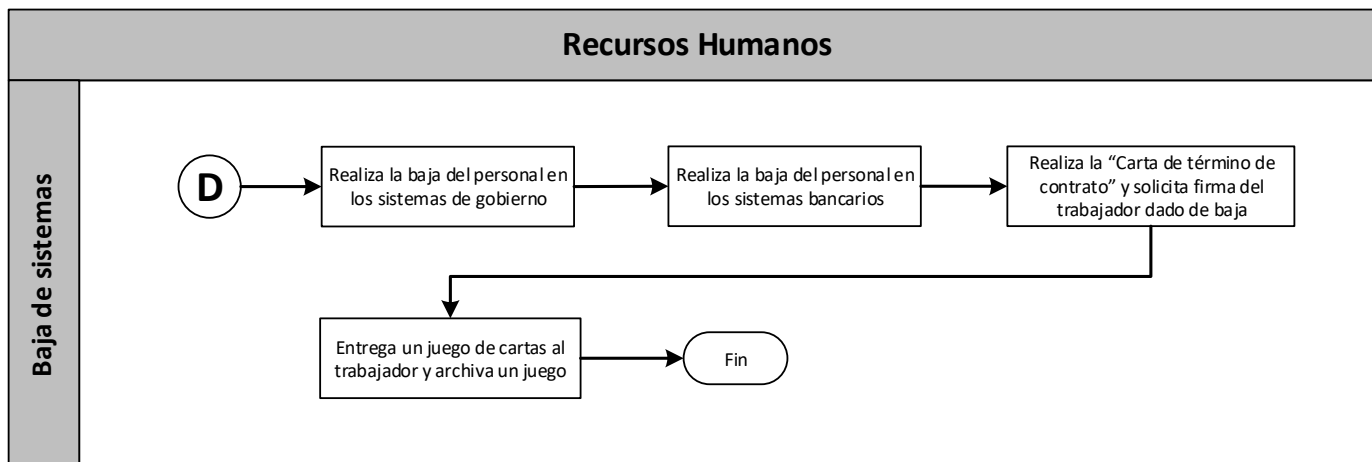 Recursos Humanos
Baja de sistemas
D
Realiza la baja del personal en
los sistemas de gobierno
Realiza la baja del personal en
los sistemas bancarios
Realiza la “Carta de término de
contrato” y solicita firma del
trabajador dado de baja
Entrega un juego de cartas al
trabajador y archiva un juego
Fin